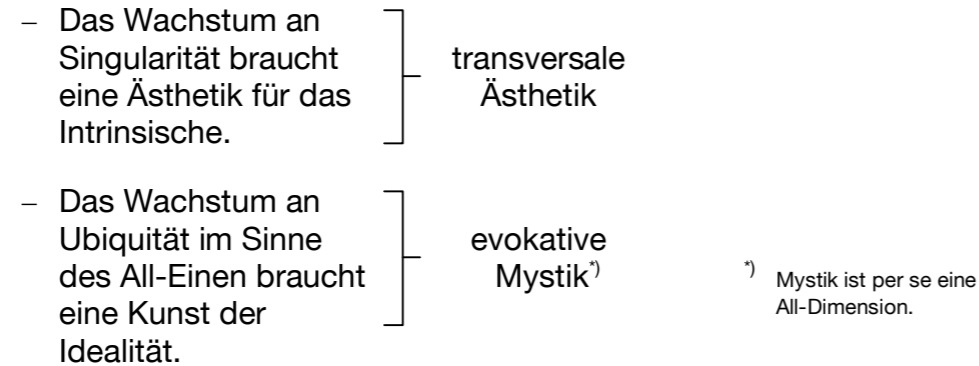 – Das Wachstum an
Singularität braucht
eine Ästhetik für das
Intrinsische.
transversale
Ästhetik
– Das Wachstum an
Ubiquität im Sinne
des All-Einen braucht
eine Kunst der
Idealität.
evokative
Mystik*)
*) Mystik ist per se eine
All-Dimension.